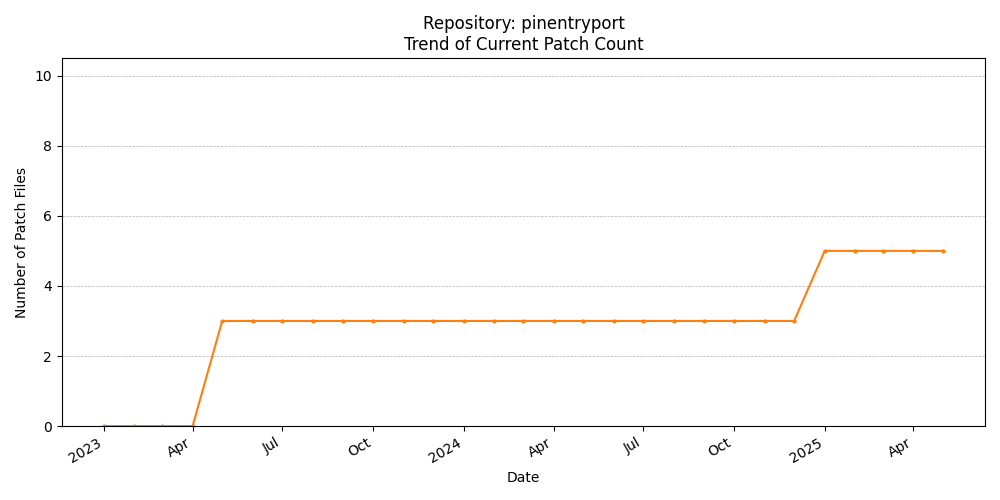 Repository: pinentryport
Trend of Current Patch Count
Number of Patch Files
10
8
6
4
2
0
2023
Apr
Jul
Oct
2024
Apr
Jul
Oct
2025
Apr
Date